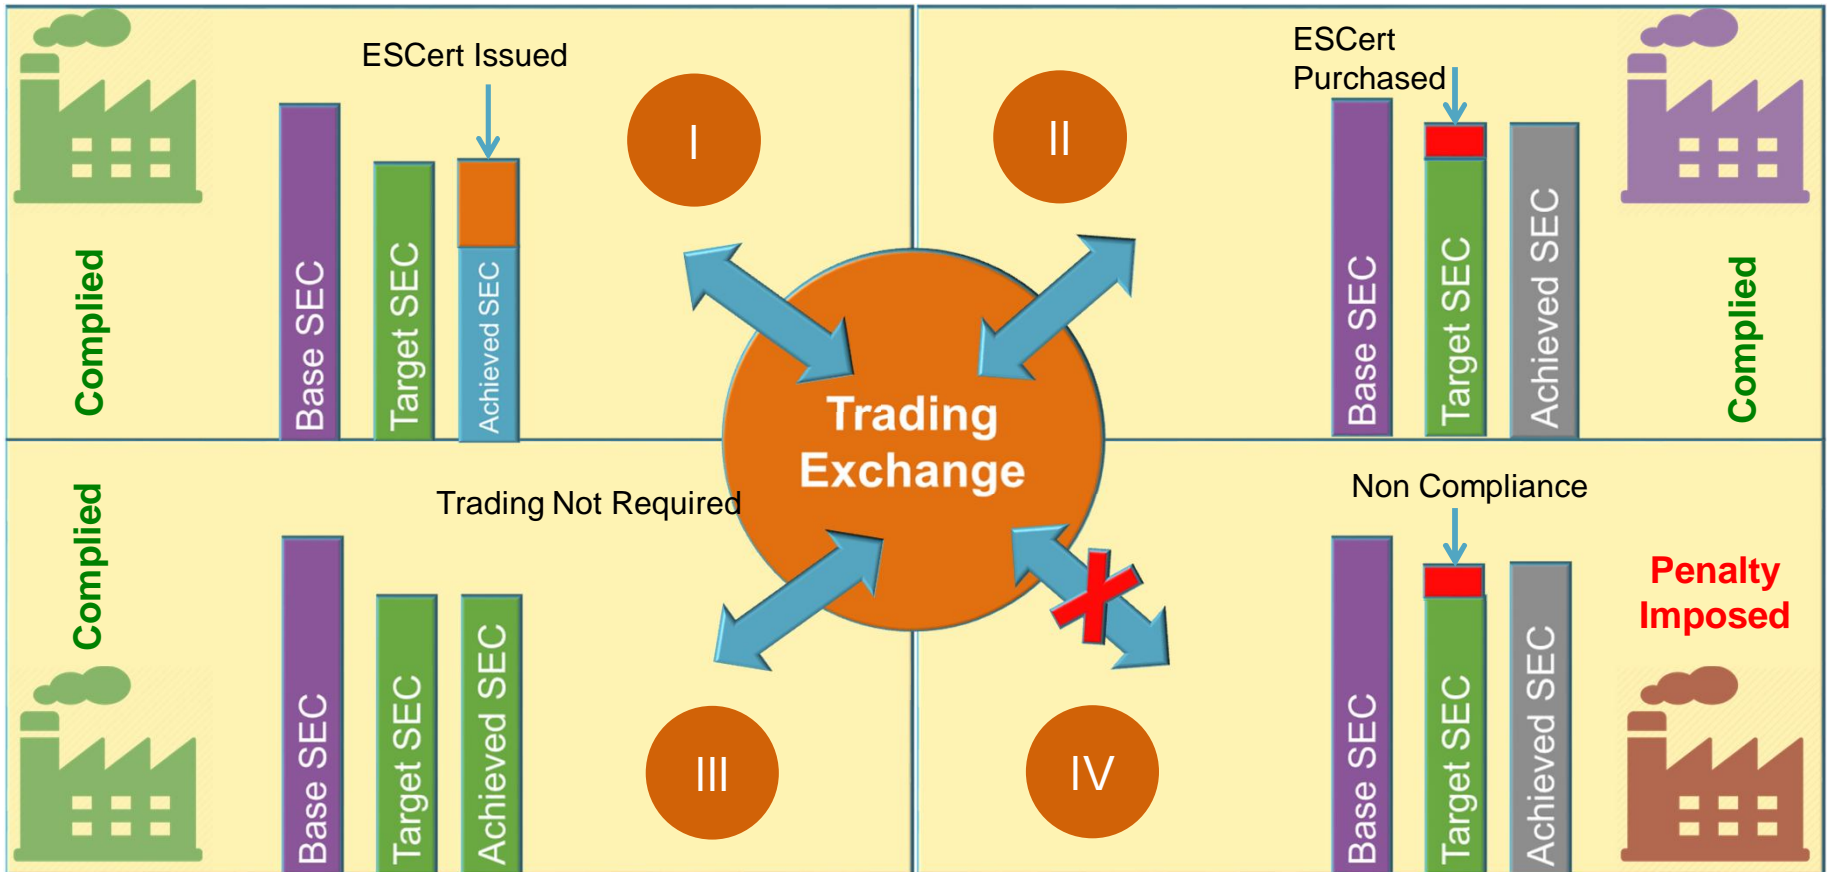 ESCert Issued
I
Complied
Base SEC
Target SEC
Achieved SEC
ESCert
Purchased
II
Base SEC
Target SEC
Achieved SEC
Complied
Trading
Exchange
Complied
Trading Not Required
Base SEC
Target SEC
Achieved SEC
III
Non Compliance
IV
Base SEC
Target SEC
Achieved SEC
Penalty
Imposed